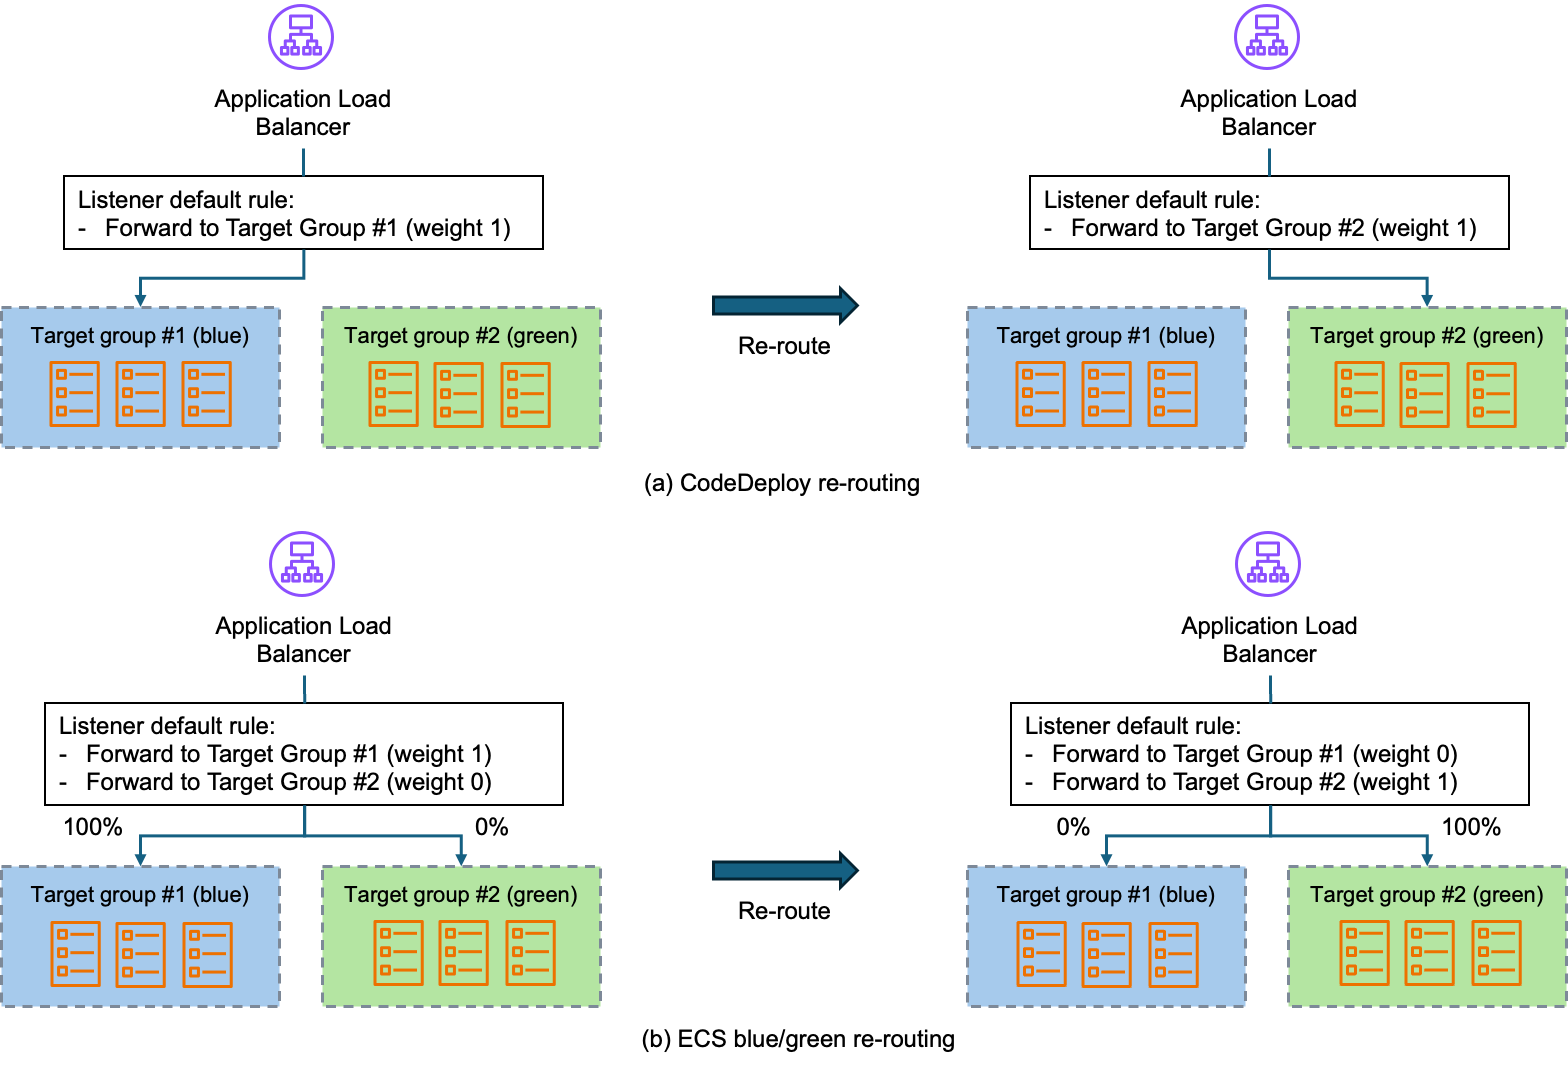 Application Load
Balancer
Listener default rule:
- Forward to Target Group #1 (weight 1)
Target group #1 (blue)
Target group #2 (green)
Re-route
Application Load
Balancer
Listener default rule:
- Forward to Target Group #2 (weight 1)
Target group #1 (blue)
Target group #2 (green)
(a) CodeDeploy re-routing
Application Load
Balancer
Listener default rule:
- Forward to Target Group #1 (weight 1)
- Forward to Target Group #2 (weight 0)
100%
0%
Target group #1 (blue)
Target group #2 (green)
Re-route
Application Load
Balancer
Listener default rule:
- Forward to Target Group #1 (weight 0)
- Forward to Target Group #2 (weight 1)
0%
100%
Target group #1 (blue)
Target group #2 (green)
(b) ECS blue/green re-routing